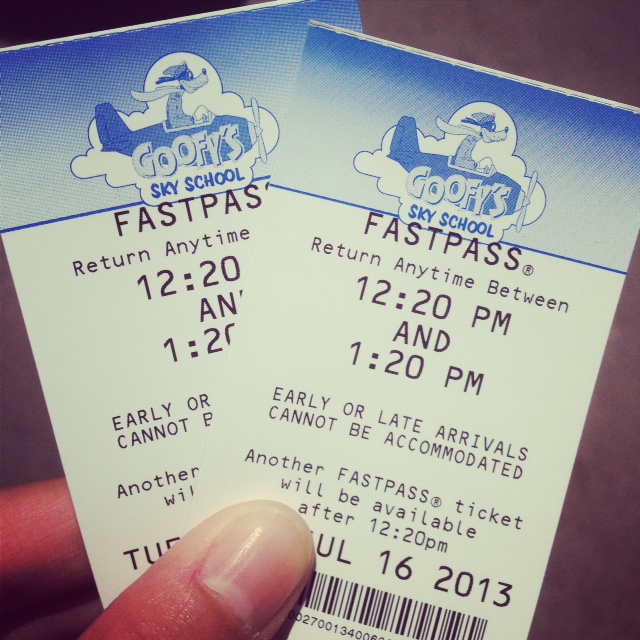 GOOFY'S
SKY SCHOOL
FASTPASS
Return Anytime
12:20
AN
1:20
EARLY OR
CANNOT B
Another
wil
TUE
GOOFY'S
SKY SCHOOL
FASTPASS®
Return Anytime Between
12:20 PM
AND
1:20 PM
EARLY OR LATE ARRIVALS
CANNOT BE ACCOMMODATED
Another FASTPASS® ticket
will be available
after 12:20pm
UL 16 2013